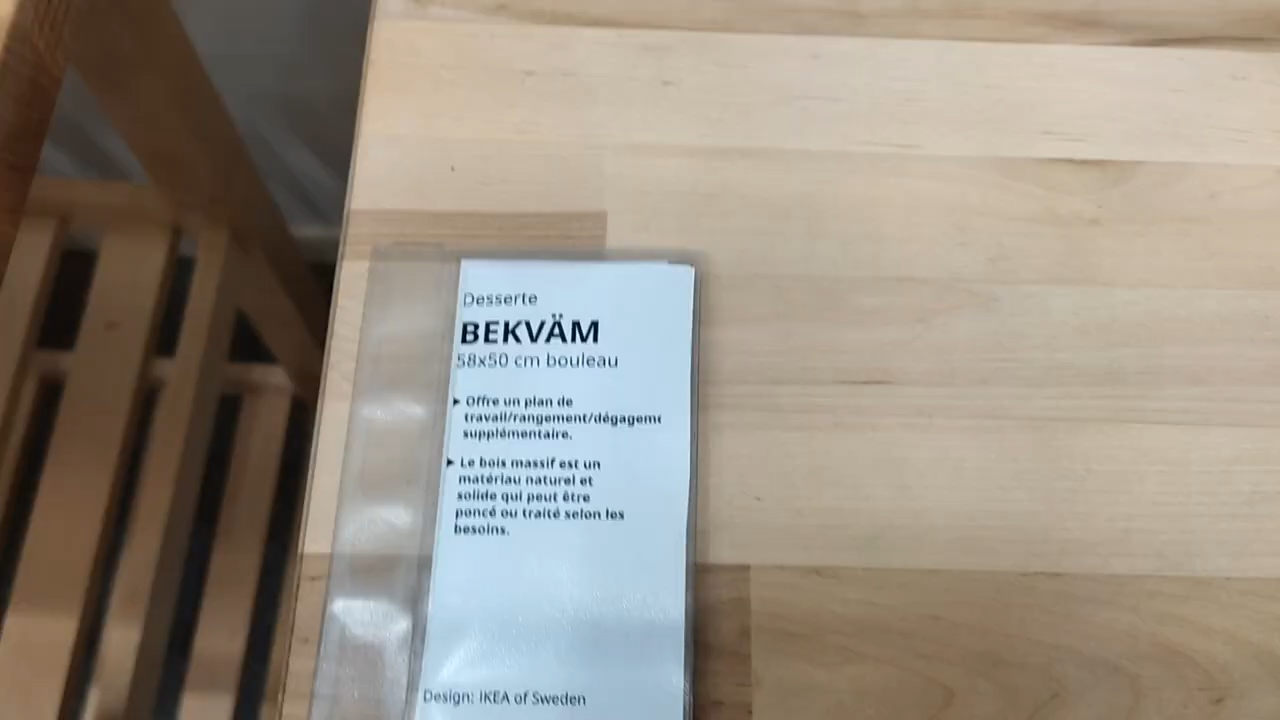 Desserte
BEKVÄM
58x50 cm bouleau
▸ Offre un plan de
travail/rangement/dégageme
supplémentaire.
▸ Le bois massif est un
matériau naturel et
solide qui peut être
poncé ou traité selon les
besoins.
Design: IKEA of Sweden